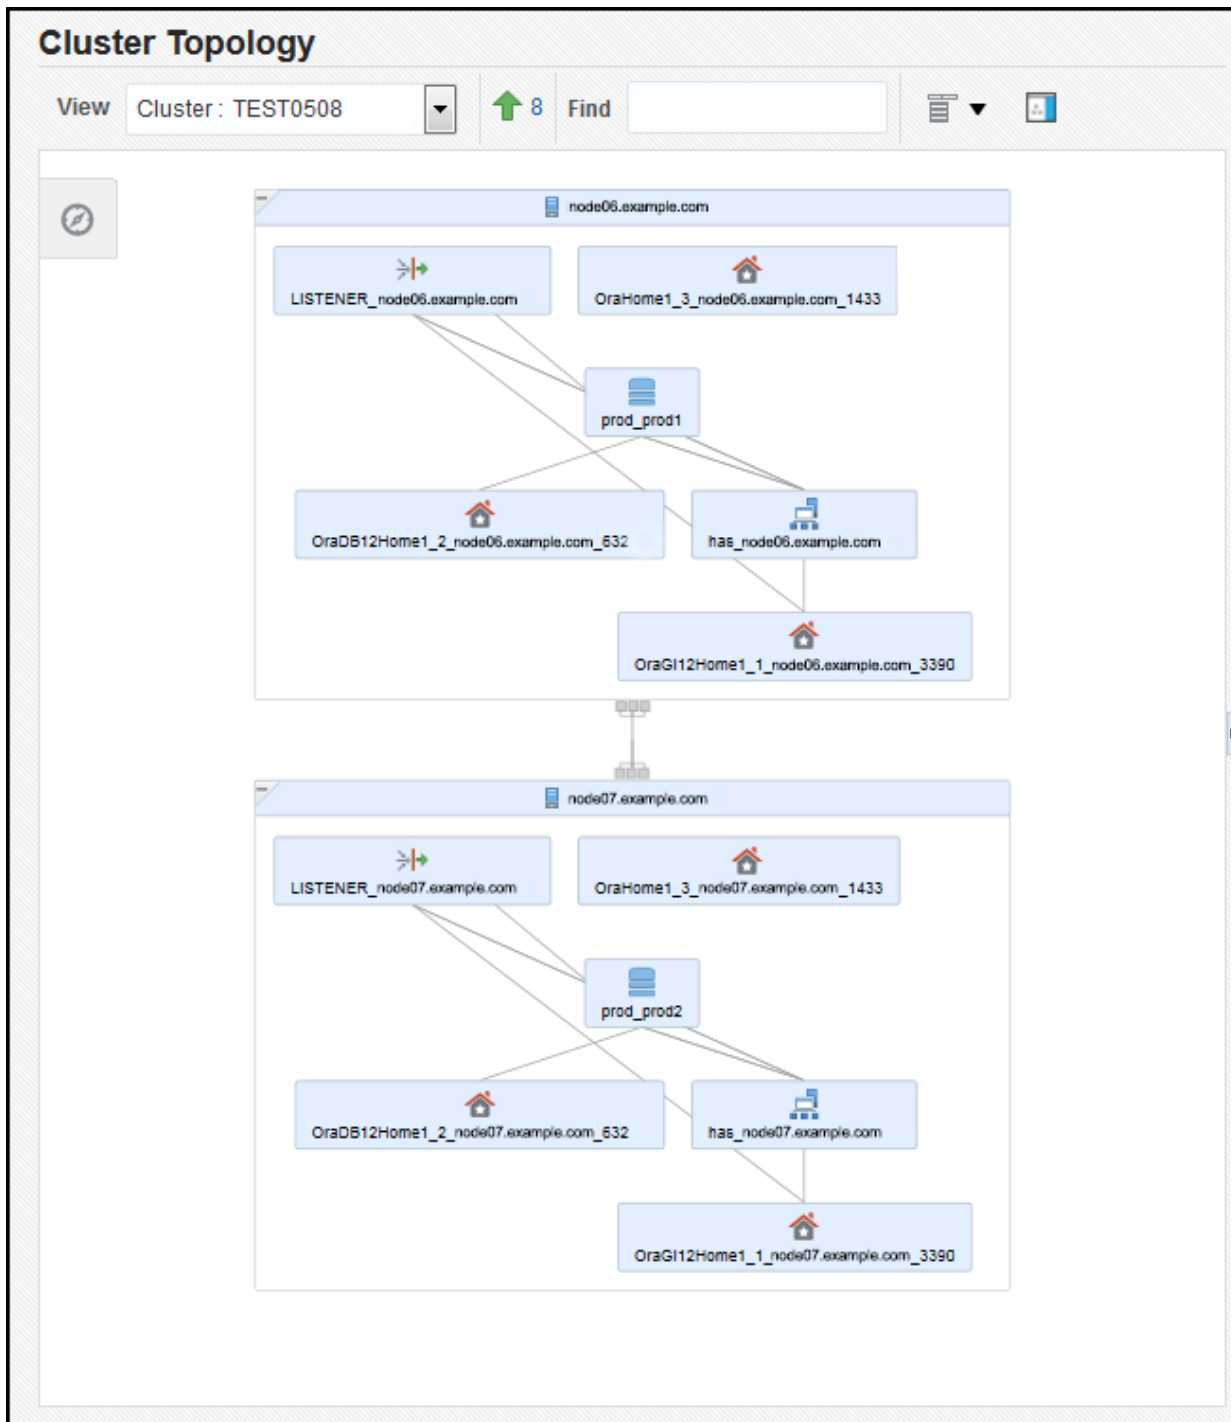 Cluster Topology
View Cluster : TEST0508 8 Find
node06.example.com
LISTENER_node06.example.com OraHome1_3_node06.example.com_1433
prod_prod1
OraDB12Home1_2_node06.example.com_632 has_node06.example.com
OraGI12Home1_1_node06.example.com_3390
node07.example.com
LISTENER_node07.example.com OraHome1_3_node07.example.com_1433
prod_prod2
OraDB12Home1_2_node07.example.com_632 has_node07.example.com
OraGI12Home1_1_node07.example.com_3390